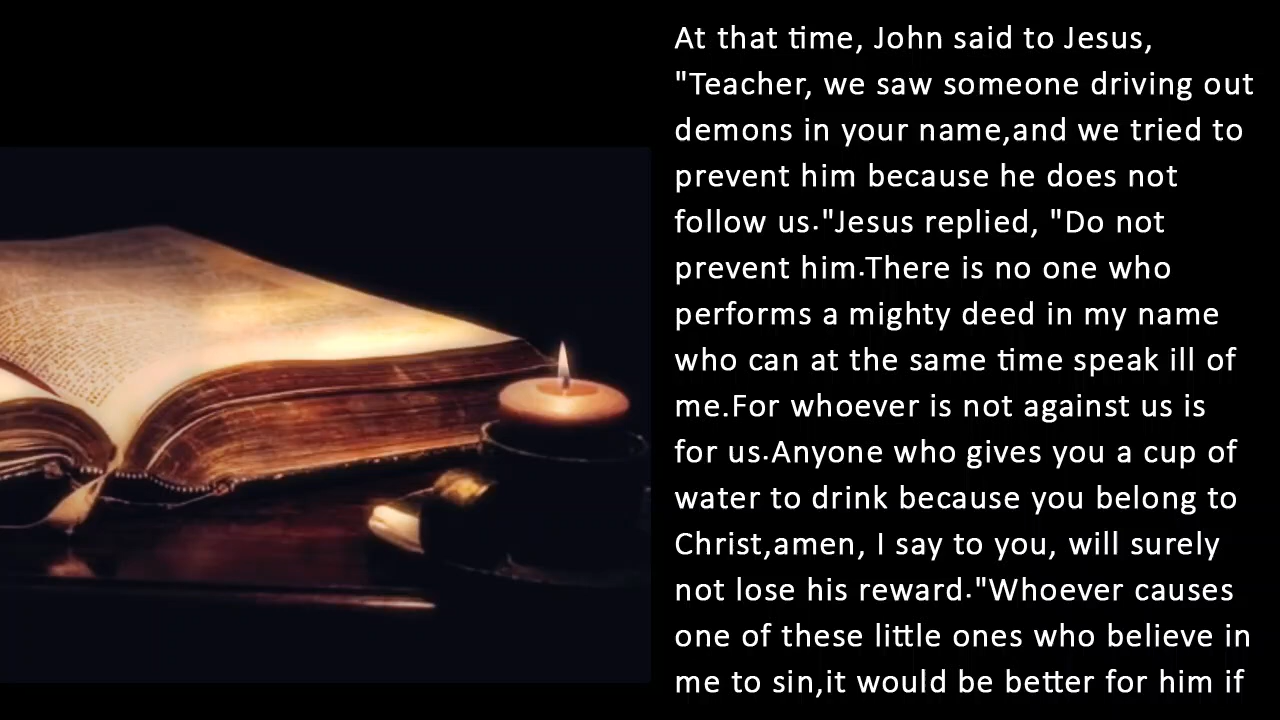 At that time, John said to Jesus,
"Teacher, we saw someone driving out
demons in your name,and we tried to
prevent him because he does not
follow us."Jesus replied, "Do not
prevent him.There is no one who
performs a mighty deed in my name
who can at the same time speak ill of
me.For whoever is not against us is
for us.Anyone who gives you a cup of
water to drink because you belong to
Christ,amen, I say to you, will surely
not lose his reward."Whoever causes
one of these little ones who believe in
me to sin,it would be better for him if